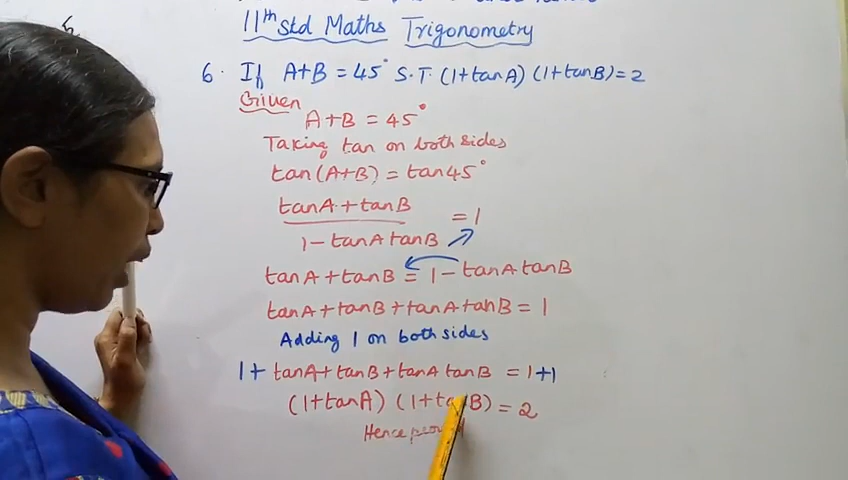 11th Std Maths Trigonometry
6. If A+B = 45° S.T. (1+tanA) (1+tanB) = 2
Given
A+B = 45°
Taking tan on both sides
tan(A+B) = tan45°
tanA + tanB
= 1
1 - tanA tanB
tanA + tanB = 1 - tanA tanB
tanA + tanB + tanA tanB = 1
Adding 1 on both sides
1 + tanA + tanB + tanA tanB = 1+1
(1+tanA) (1+tanB) = 2
Hence